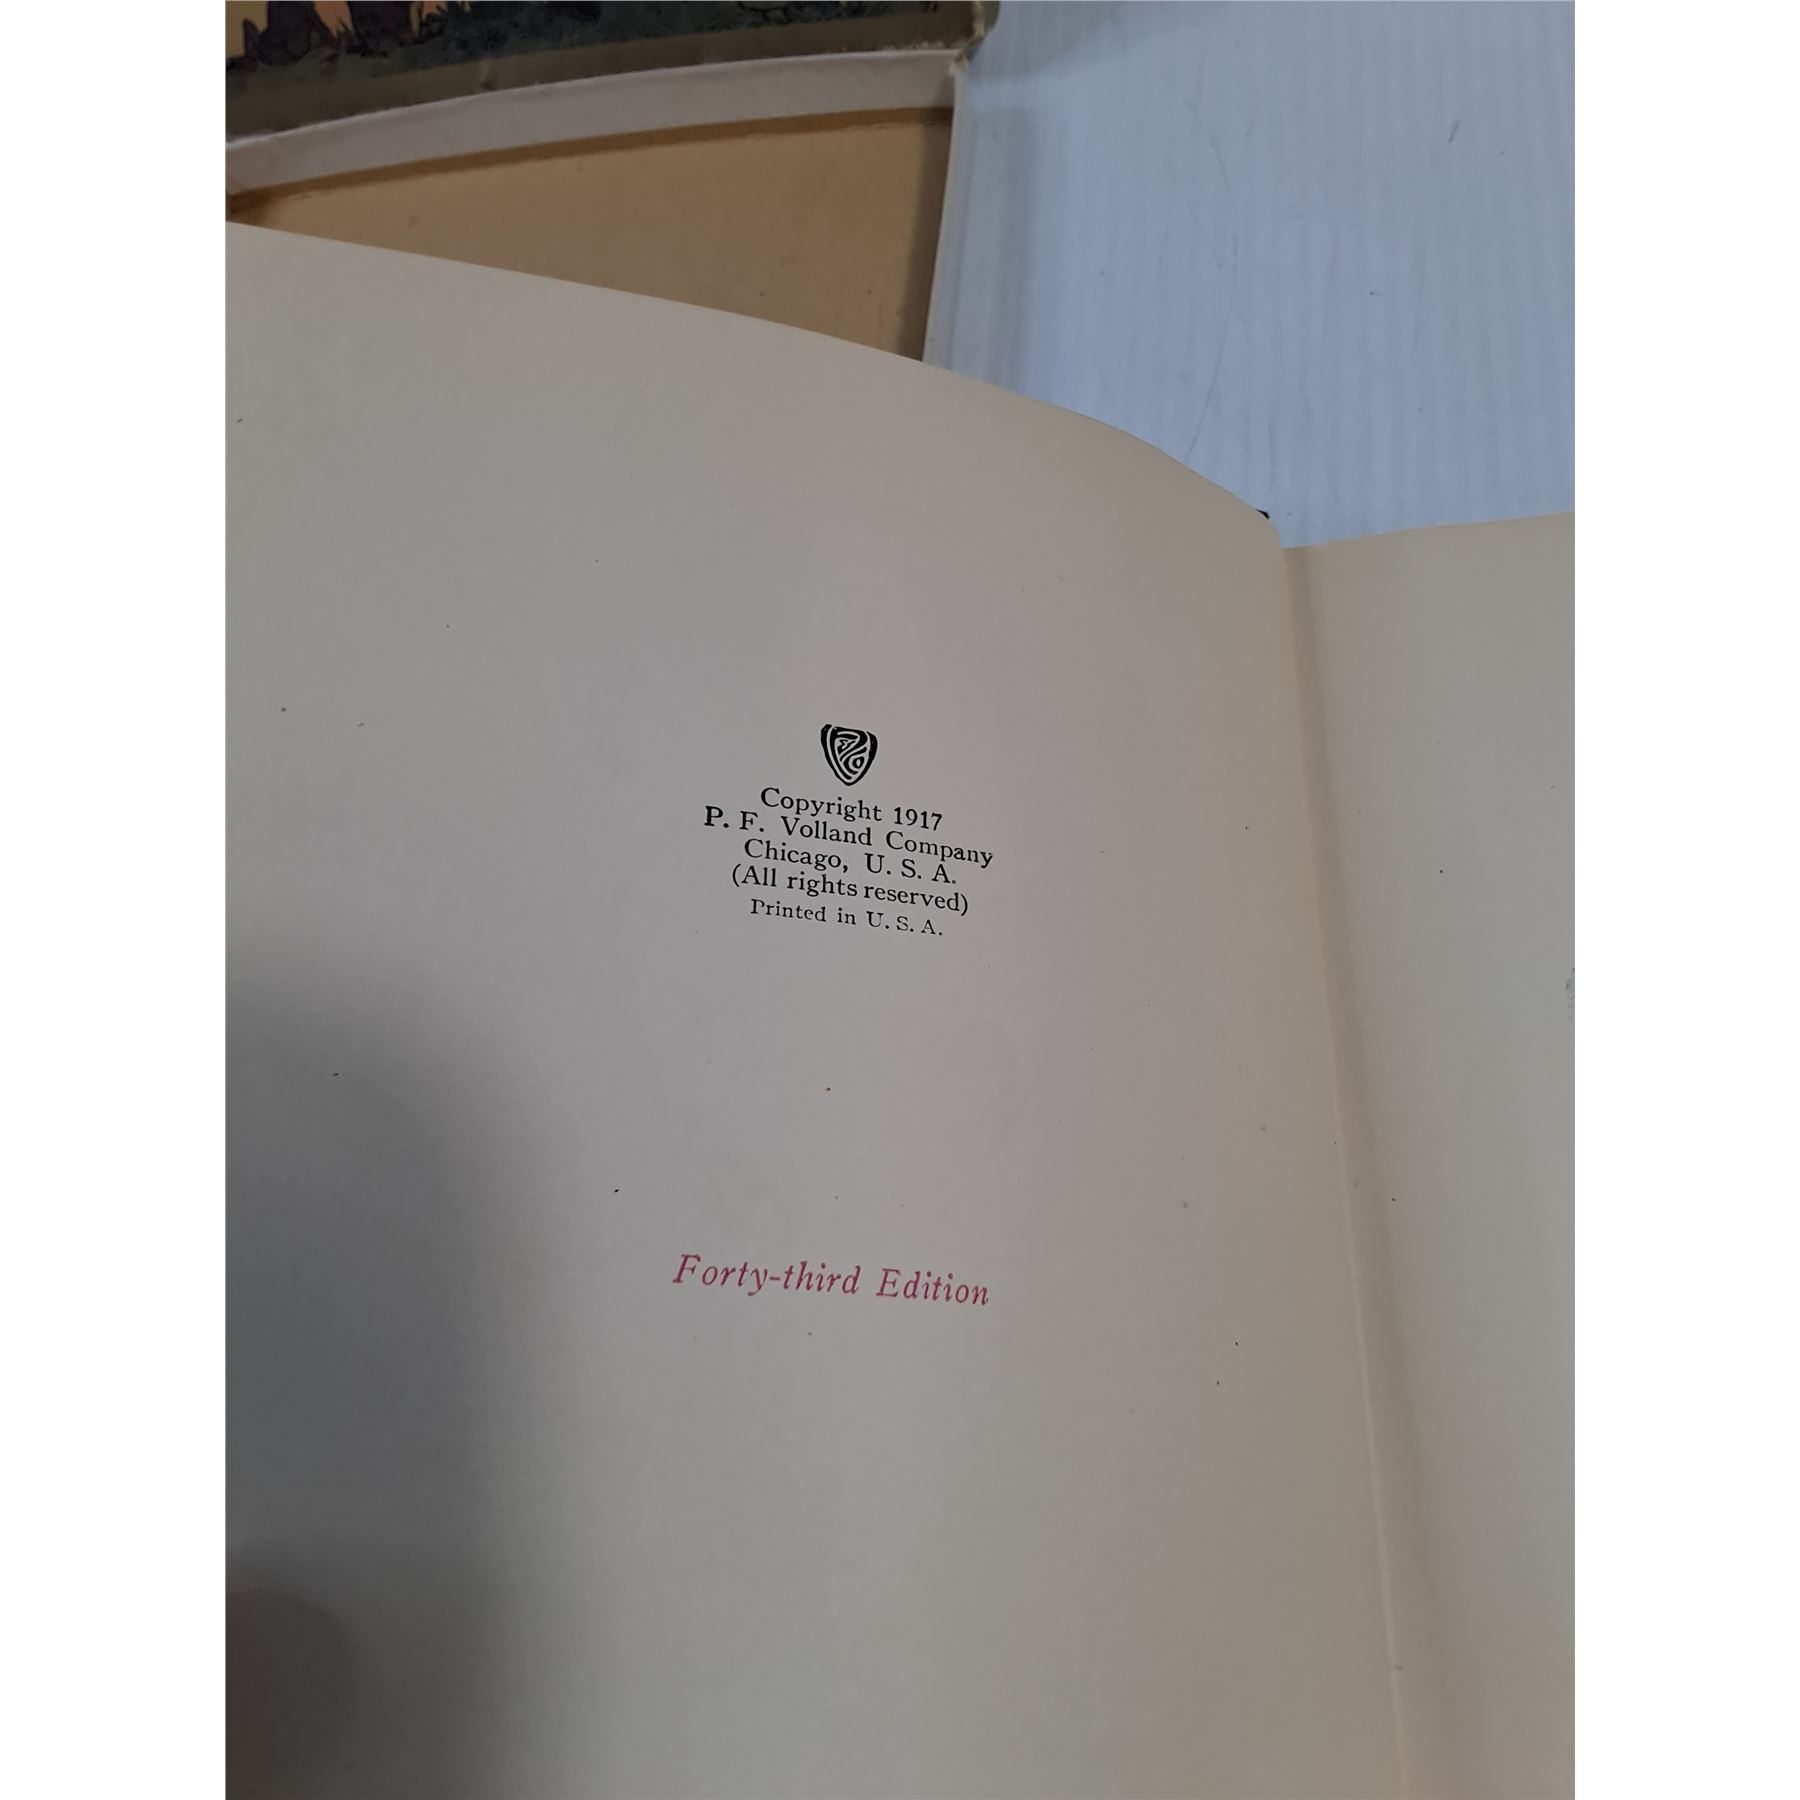 Copyright 1917
P. F. Volland Company
Chicago, U. S. A.
(All rights reserved)
Printed in U. S. A.
Forty-third Edition